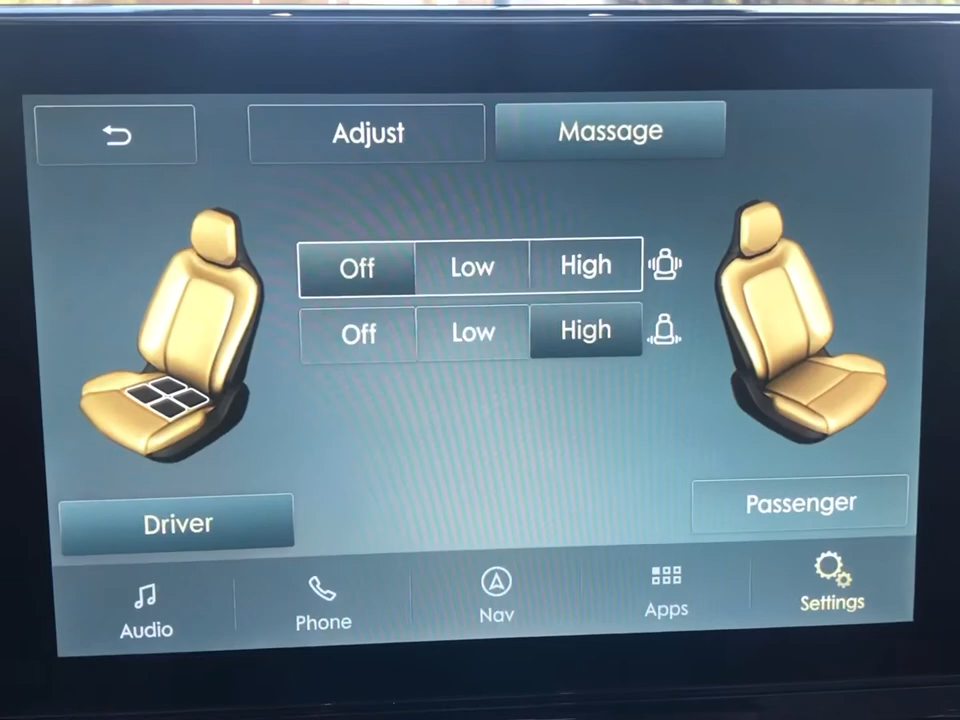 Adjust Massage
Off Low High
Off Low High
Driver Passenger
Audio Phone Nav Apps Settings